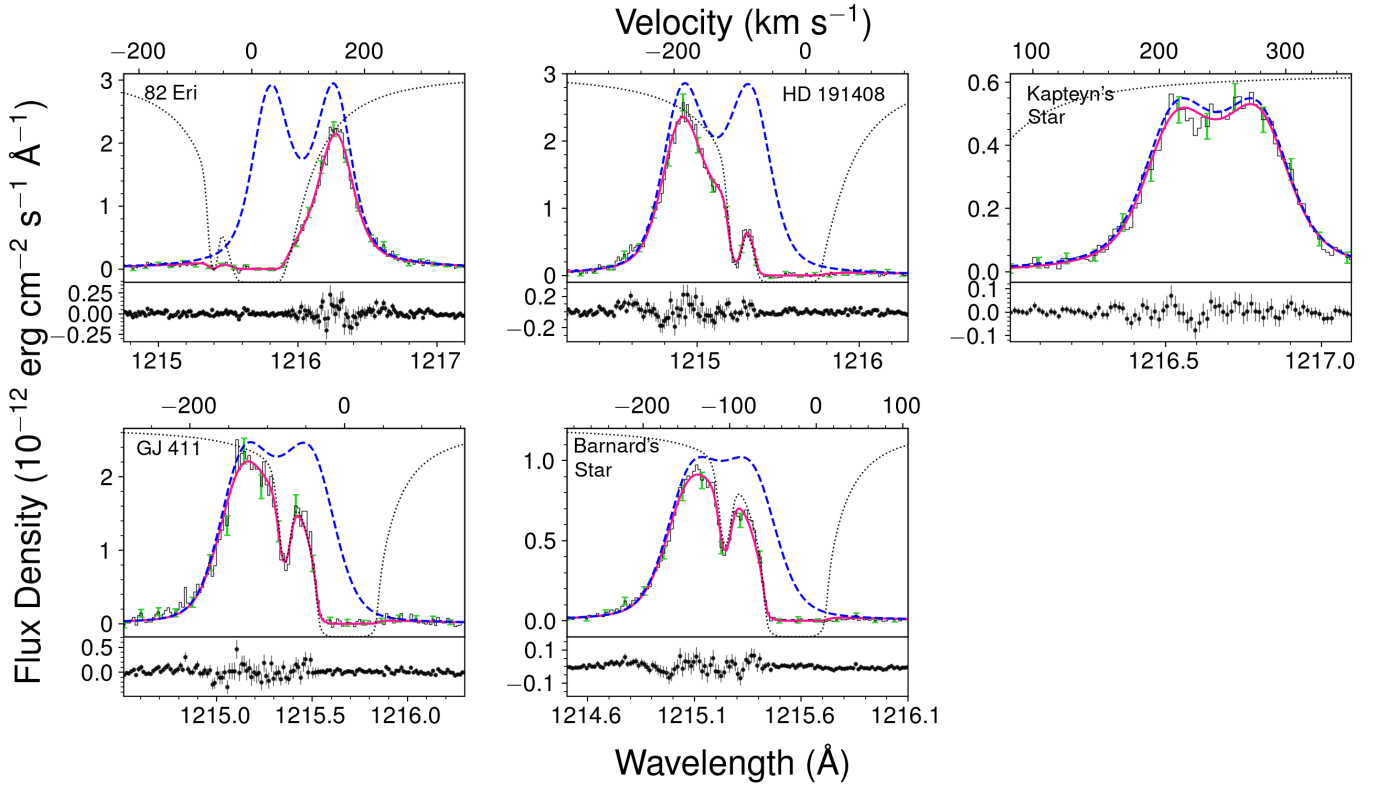 Velocity (km s−1)
−200 0 200
−200 0
100 200 300
82 Eri
HD 191408
Kapteyn's
Star
3
2
1
0
0.25
0.00
−0.25
3
2
1
0
0.2
−0.2
0.6
0.4
0.2
0.0
0.1
0.0
−0.1
1215 1216 1217
1215 1216
1216.5 1217.0
Flux Density (10−12 erg cm−2 s−1 Å−1)
−200 0
−200 −100 0 100
GJ 411
Barnard's
Star
2
1
0
0.5
0.0
1.0
0.5
0.0
0.1
−0.1
1215.0 1215.5 1216.0
1214.6 1215.1 1215.6 1216.1
Wavelength (Å)